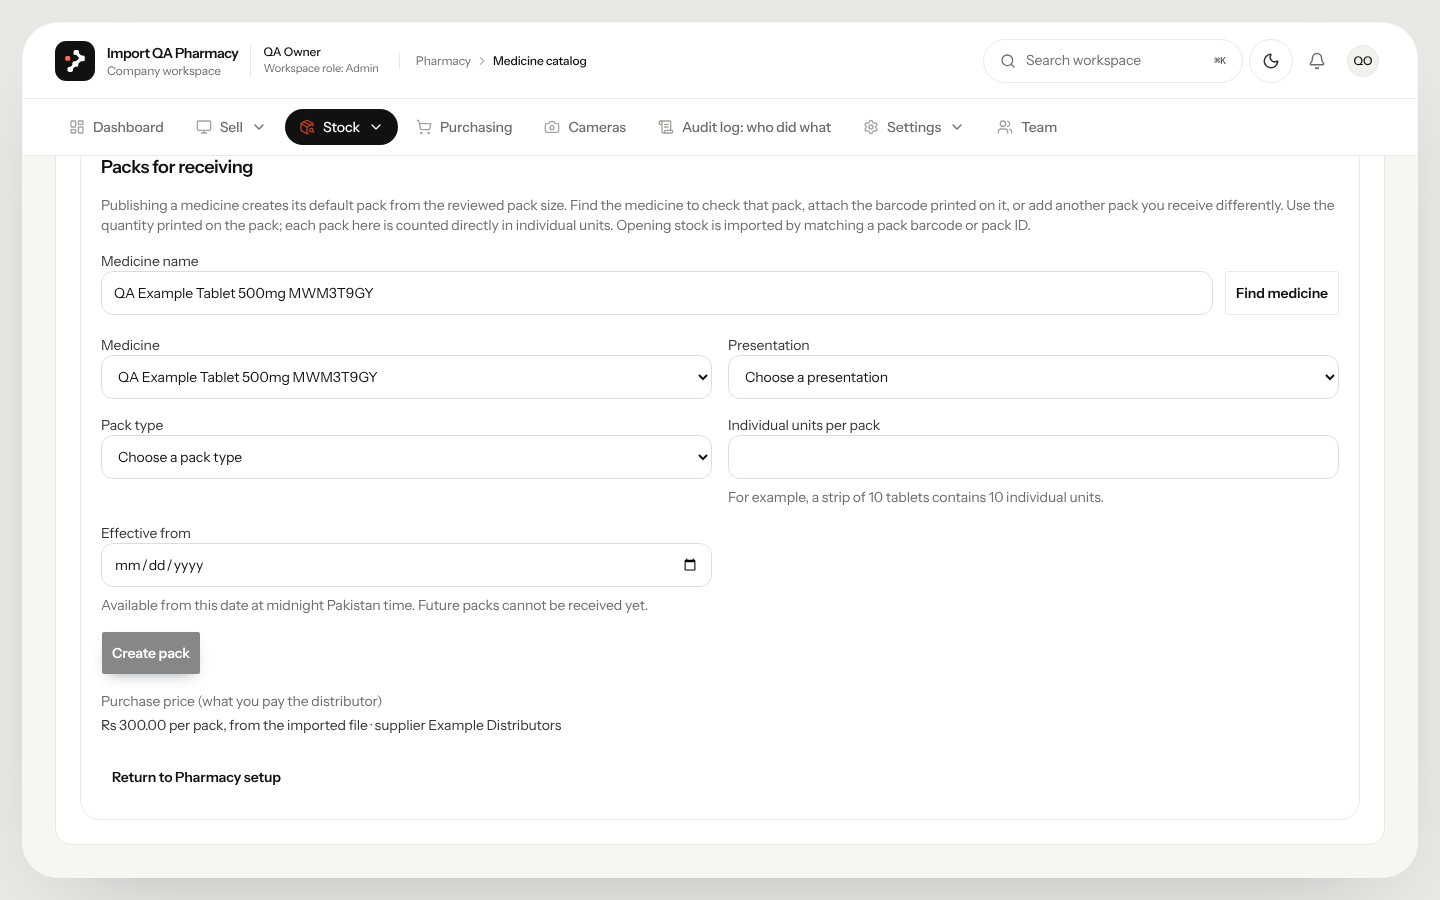 Import QA Pharmacy
Company workspace
QA Owner
Workspace role: Admin
Pharmacy > Medicine catalog
Search workspace ⌘K
QO
Dashboard
Sell
Stock
Purchasing
Cameras
Audit log: who did what
Settings
Team
Packs for receiving
Publishing a medicine creates its default pack from the reviewed pack size. Find the medicine to check that pack, attach the barcode printed on it, or add another pack you receive differently. Use the
quantity printed on the pack; each pack here is counted directly in individual units. Opening stock is imported by matching a pack barcode or pack ID.
Medicine name
QA Example Tablet 500mg MWM3T9GY
Find medicine
Medicine
Presentation
QA Example Tablet 500mg MWM3T9GY
Choose a presentation
Pack type
Individual units per pack
Choose a pack type
For example, a strip of 10 tablets contains 10 individual units.
Effective from
mm/dd/yyyy
Available from this date at midnight Pakistan time. Future packs cannot be received yet.
Create pack
Purchase price (what you pay the distributor)
Rs 300.00 per pack, from the imported file · supplier Example Distributors
Return to Pharmacy setup